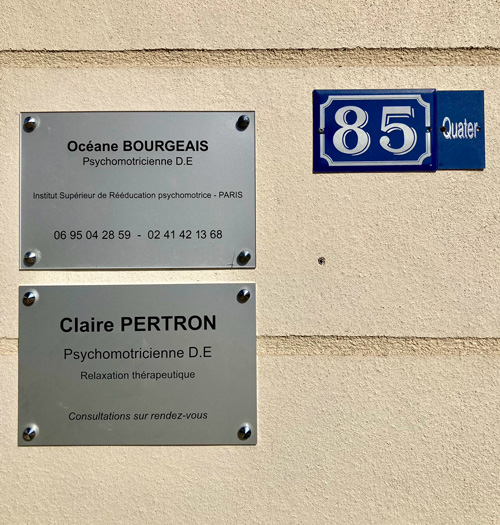 Océane BOURGEAIS
Psychomotricienne D.E
Institut Supérieur de Rééducation psychomotrice - PARIS
06 95 04 28 59 - 02 41 42 13 68
85 Quater
Claire PERTRON
Psychomotricienne D.E
Relaxation thérapeutique
Consultations sur rendez-vous